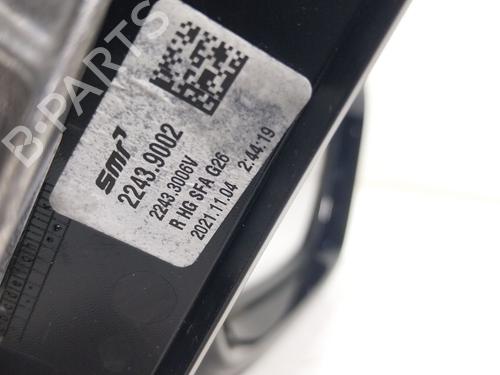 smr
2243.9002
2243.3006V
R HG SFA G26
2021.11.04 2:44:19
B-PARTS